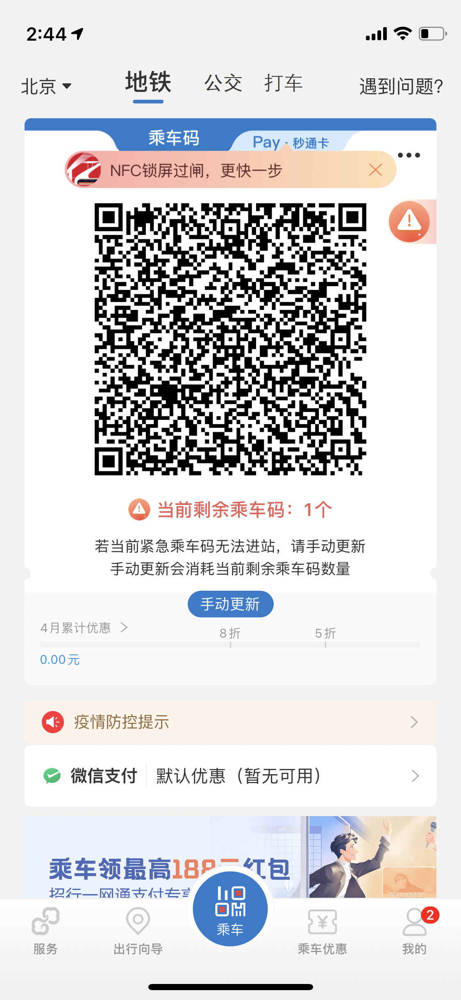 2:44
北京
地铁
公交
打车
遇到问题?
乘车码
Pay · 秒通卡
NFC锁屏过闸，更快一步
当前剩余乘车码：1个
若当前紧急乘车码无法进站，请手动更新
手动更新会消耗当前剩余乘车码数量
手动更新
4月累计优惠
8折
5折
0.00元
疫情防控提示
微信支付
默认优惠（暂无可用）
KPI
乘车领最高188元红包
招行一网通支付专享
乘车
服务
出行向导
乘车优惠
2
我的